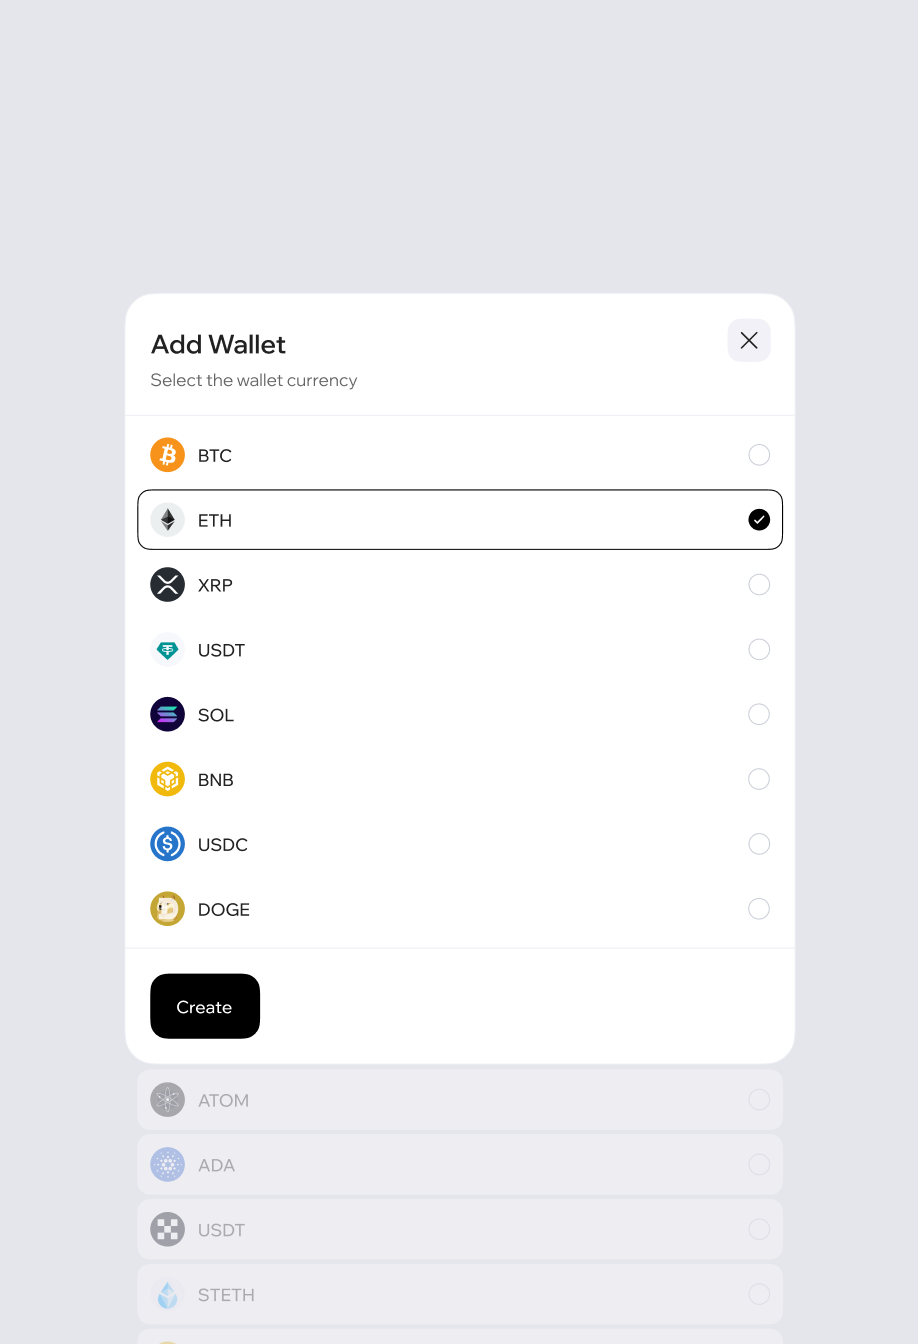 Add Wallet
Select the wallet currency
BTC
ETH
XRP
USDT
SOL
BNB
USDC
DOGE
Create
ATOM
ADA
USDT
STETH